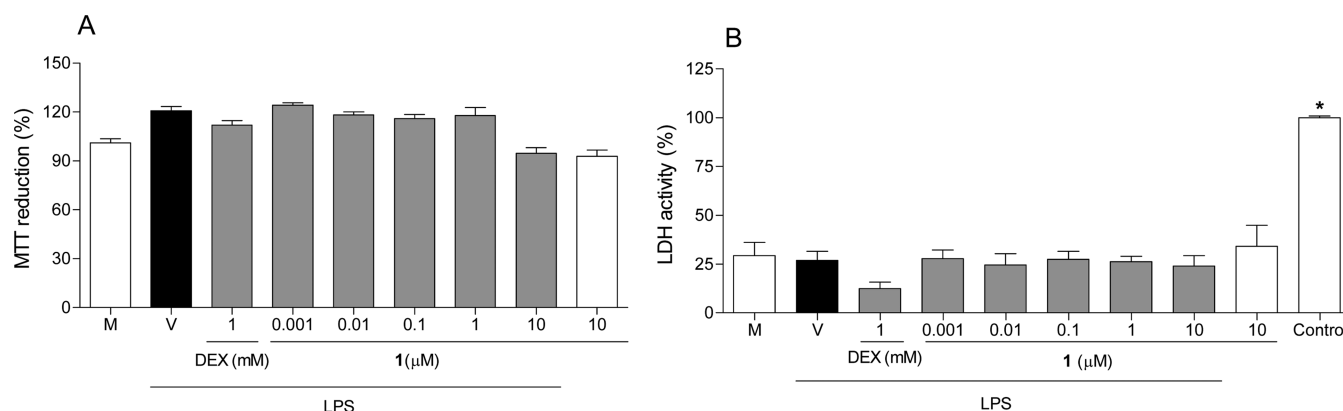 A
MTT reduction (%)
150
120
90
60
30
0
M V 1 0.001 0.01 0.1 1 10 10
DEX (mM) 1 (μM)
LPS
B
LDH activity (%)
125
100
75
50
25
0
*
M V 1 0.001 0.01 0.1 1 10 10 Contro
DEX (mM) 1 (μM)
LPS